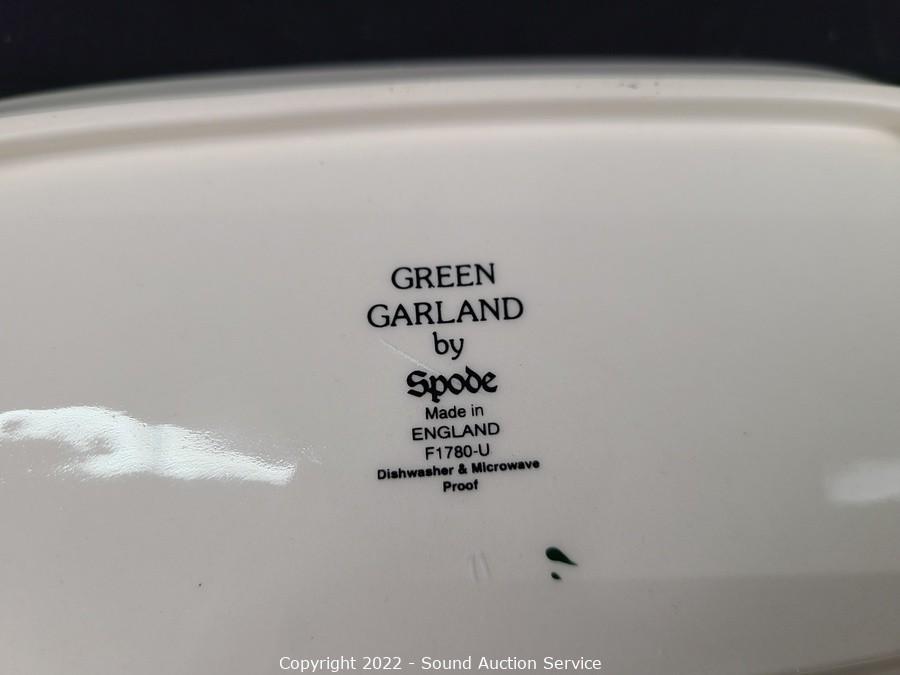 GREEN
GARLAND
by
Spode
Made in
ENGLAND
F1780-U
Dishwasher & Microwave
Proof
Copyright 2022 - Sound Auction Service